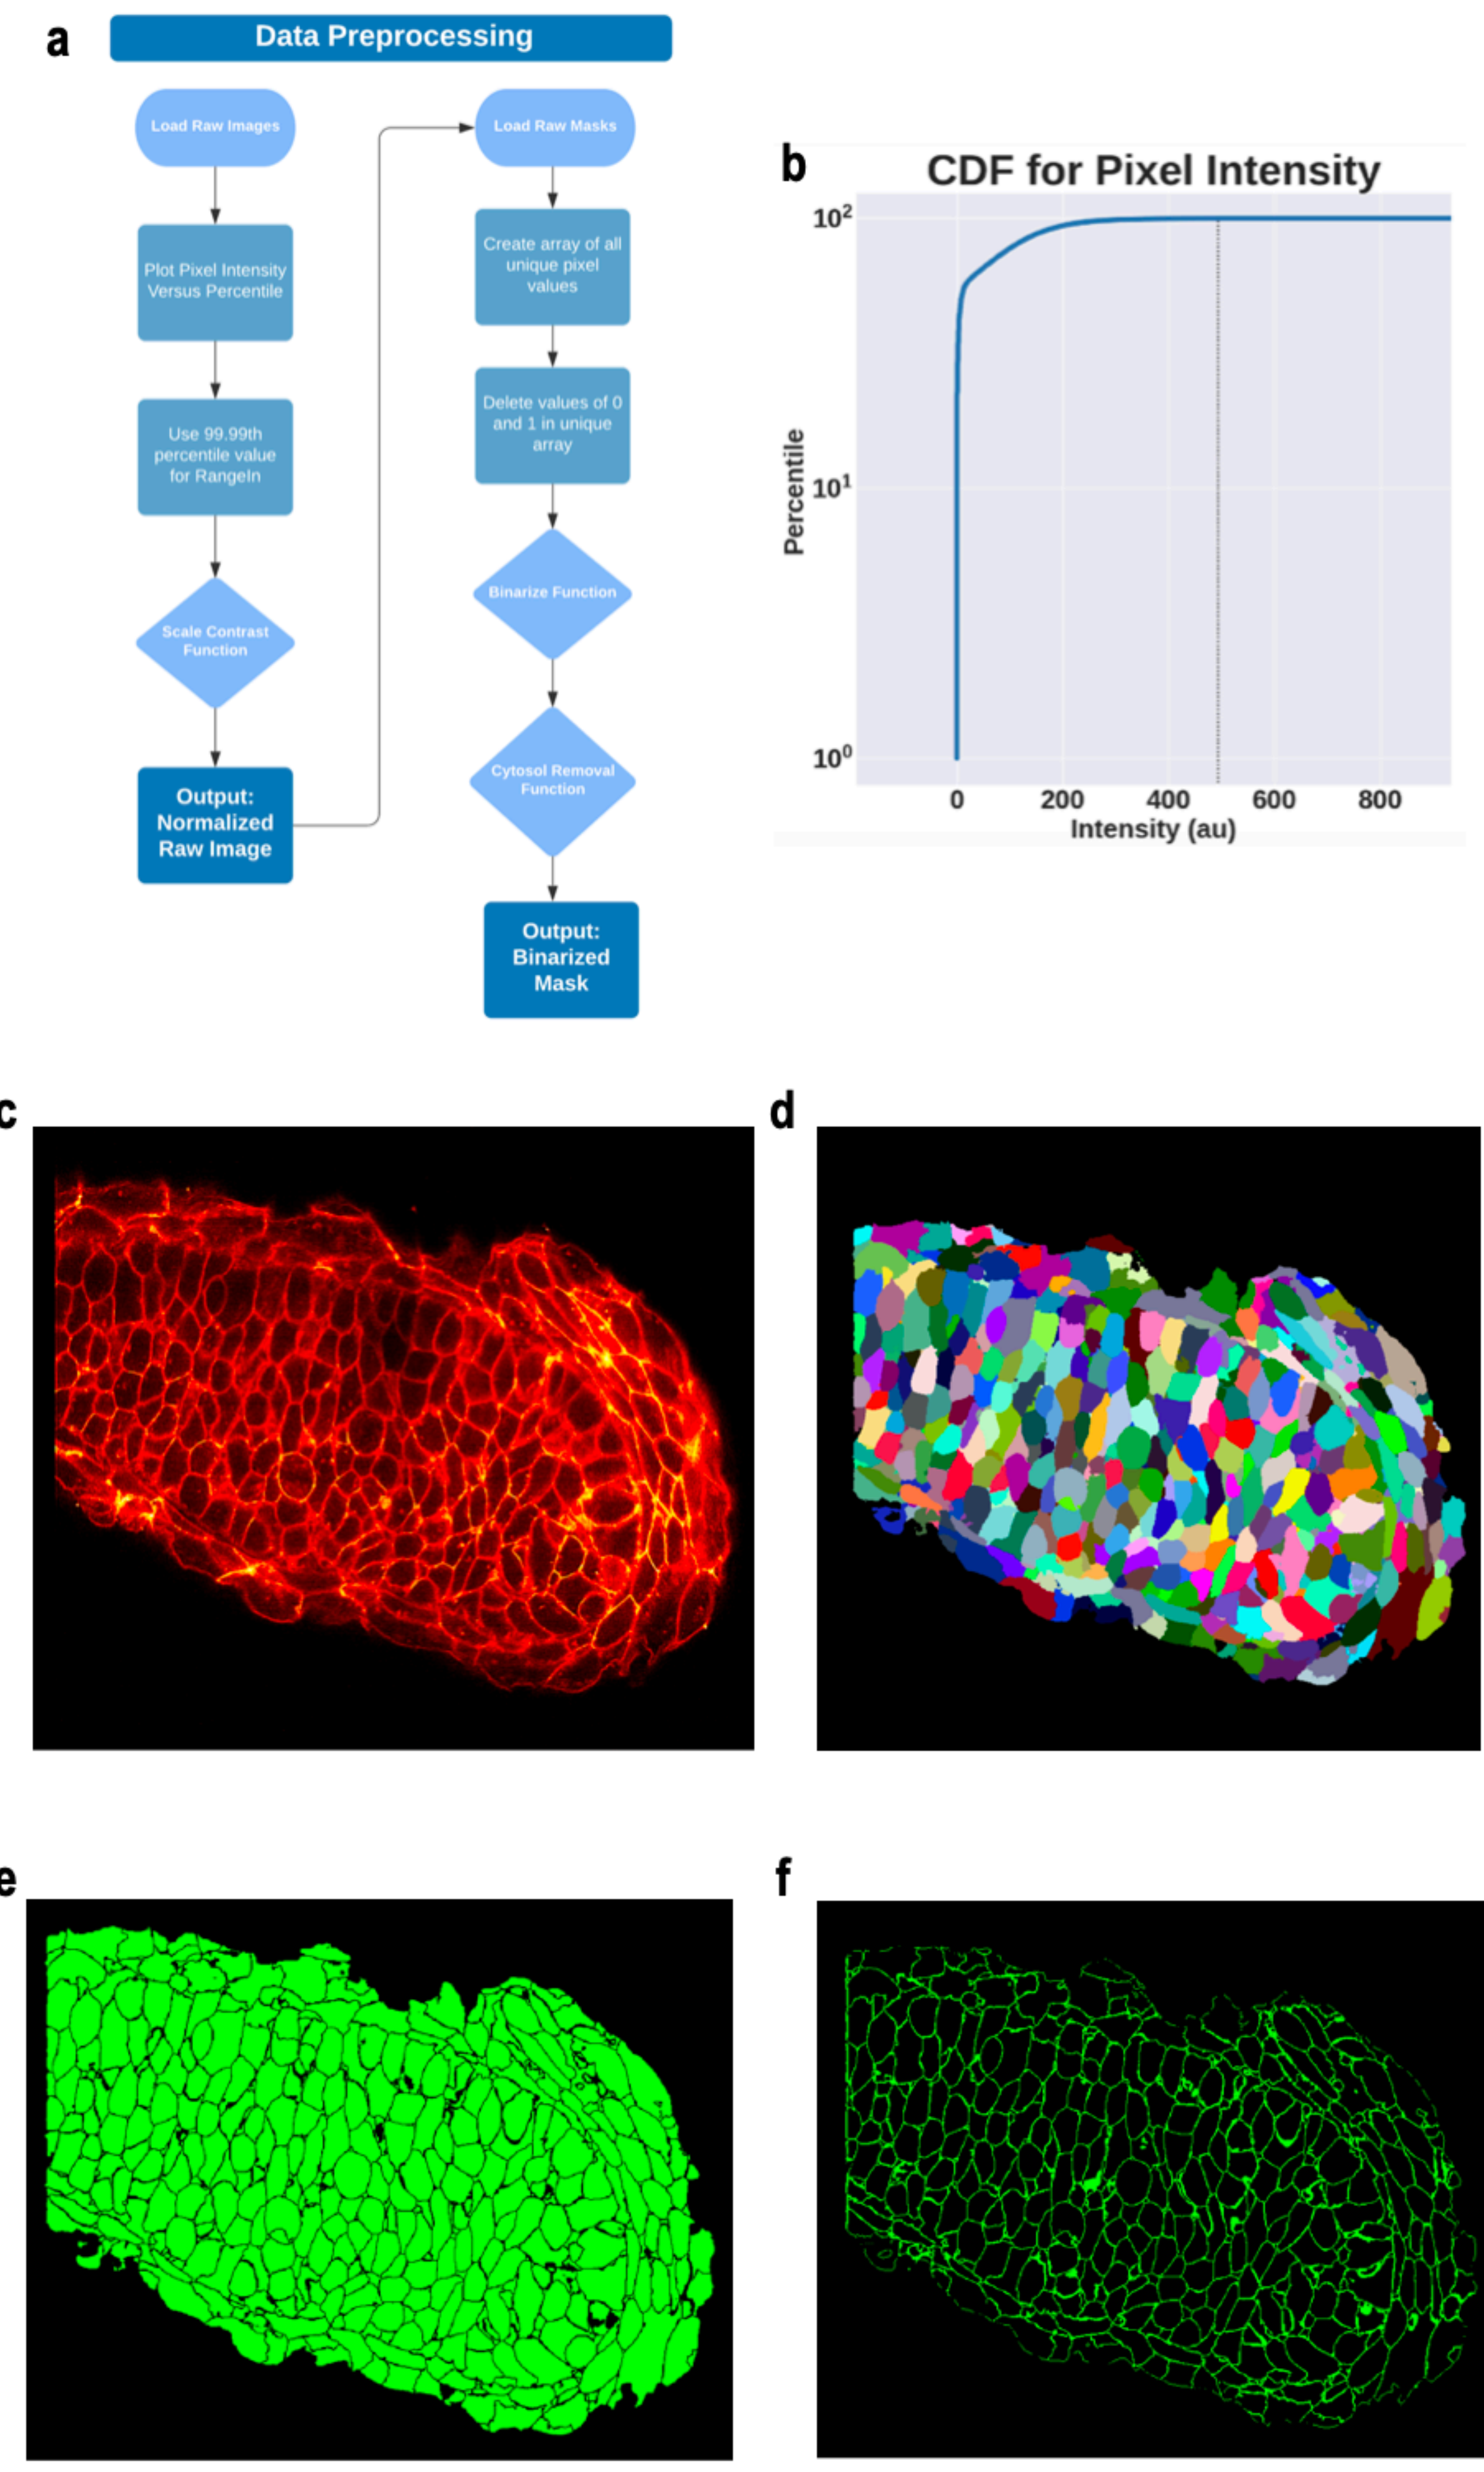 a
Data Preprocessing
Load Raw Images
Plot Pixel Intensity
Versus Percentile
Use 99.99th
percentile value
for RangeIn
Scale Contrast
Function
Output:
Normalized
Raw Image
Load Raw Masks
Create array of all
unique pixel
values
Delete values of 0
and 1 in unique
array
Binarize Function
Cytosol Removal
Function
Output:
Binarized
Mask
b
CDF for Pixel Intensity
Percentile
10²
10¹
10⁰
0 200 400 600 800
Intensity (au)
c
d
e
f